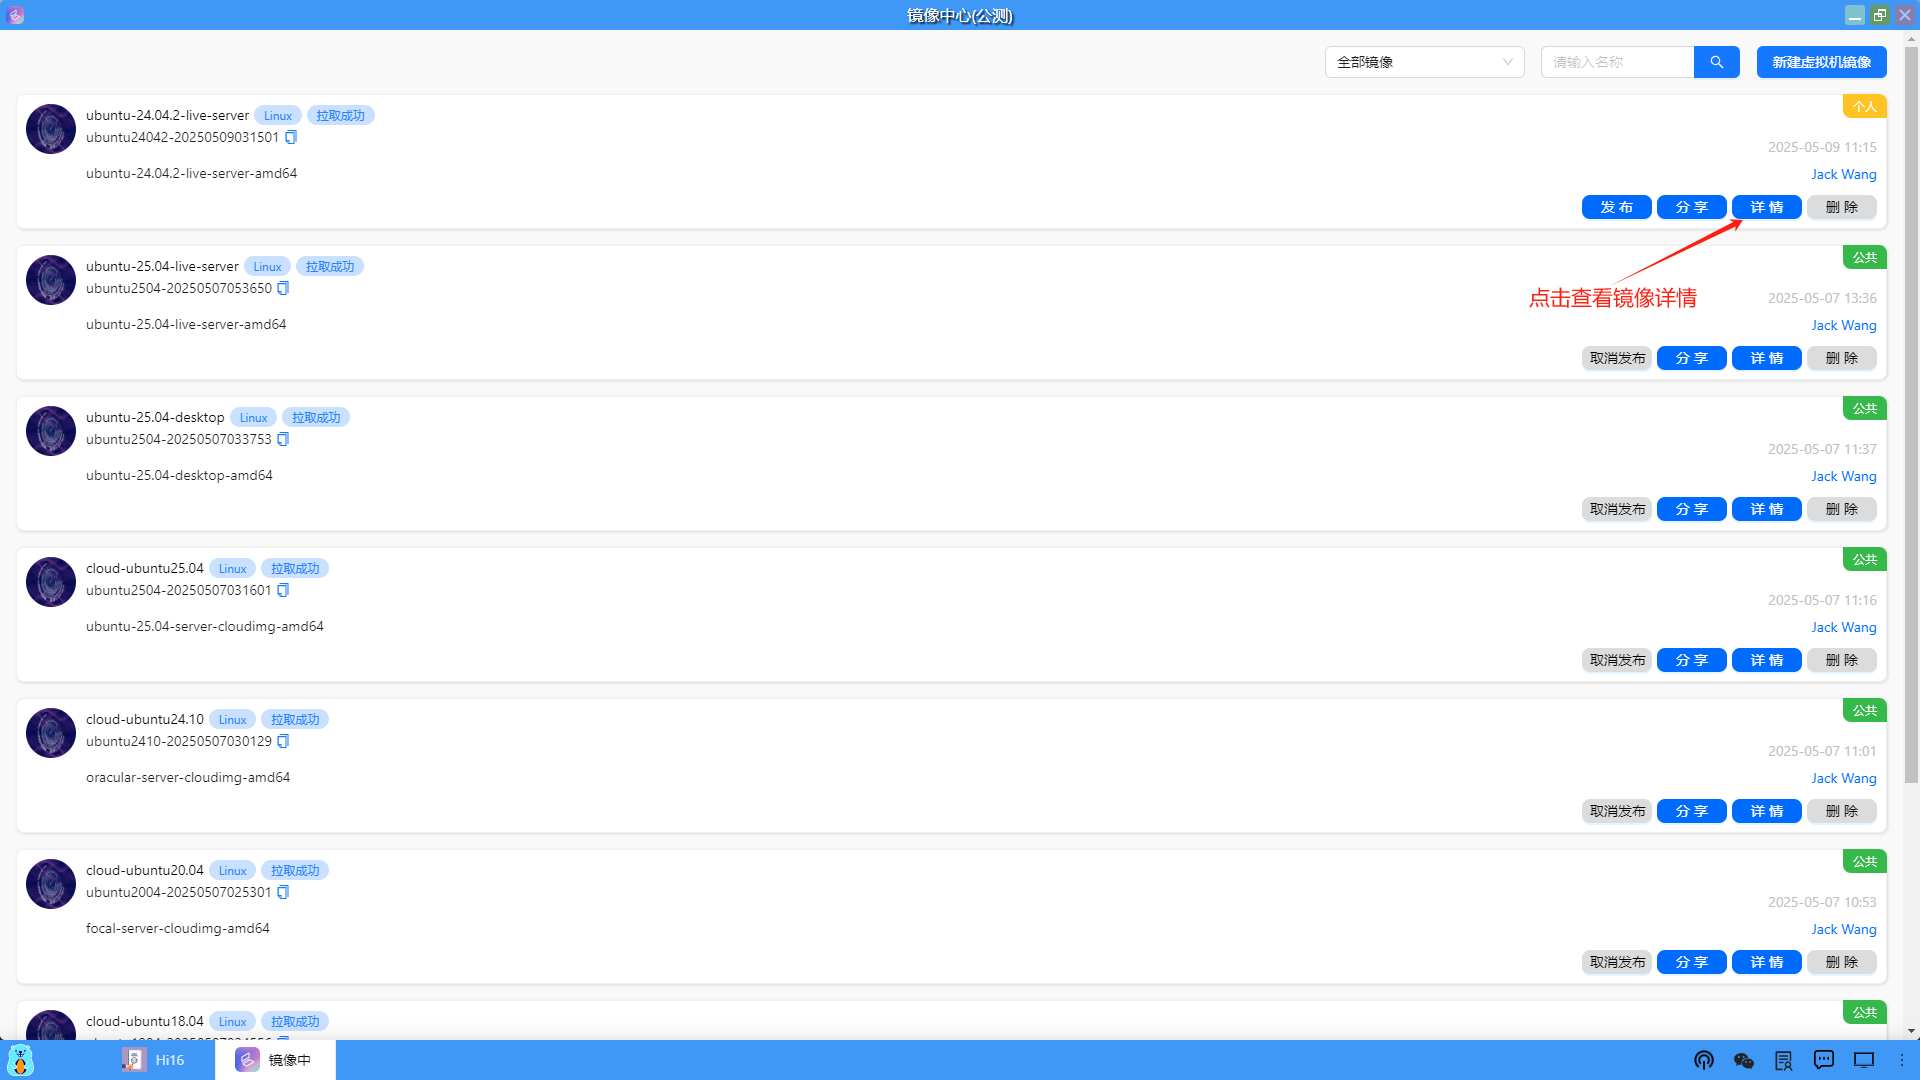 镜像中心(公测)
全部镜像
请输入名称
新建虚拟机镜像
ubuntu-24.04.2-live-server Linux 拉取成功
个人
ubuntu24042-20250509031501
2025-05-09 11:15
ubuntu-24.04.2-live-server-amd64
Jack Wang
发 布 分 享 详 情 删 除
ubuntu-25.04-live-server Linux 拉取成功
公共
ubuntu2504-20250507053650
点击查看镜像详情
2025-05-07 13:36
ubuntu-25.04-live-server-amd64
Jack Wang
取消发布 分 享 详 情 删 除
ubuntu-25.04-desktop Linux 拉取成功
公共
ubuntu2504-20250507033753
2025-05-07 11:37
ubuntu-25.04-desktop-amd64
Jack Wang
取消发布 分 享 详 情 删 除
cloud-ubuntu25.04 Linux 拉取成功
公共
ubuntu2504-20250507031601
2025-05-07 11:16
ubuntu-25.04-server-cloudimg-amd64
Jack Wang
取消发布 分 享 详 情 删 除
cloud-ubuntu24.10 Linux 拉取成功
公共
ubuntu2410-20250507030129
2025-05-07 11:01
oracular-server-cloudimg-amd64
Jack Wang
取消发布 分 享 详 情 删 除
cloud-ubuntu20.04 Linux 拉取成功
公共
ubuntu2004-20250507025301
2025-05-07 10:53
focal-server-cloudimg-amd64
Jack Wang
取消发布 分 享 详 情 删 除
cloud-ubuntu18.04 Linux 拉取成功
公共
Hi16
镜像中